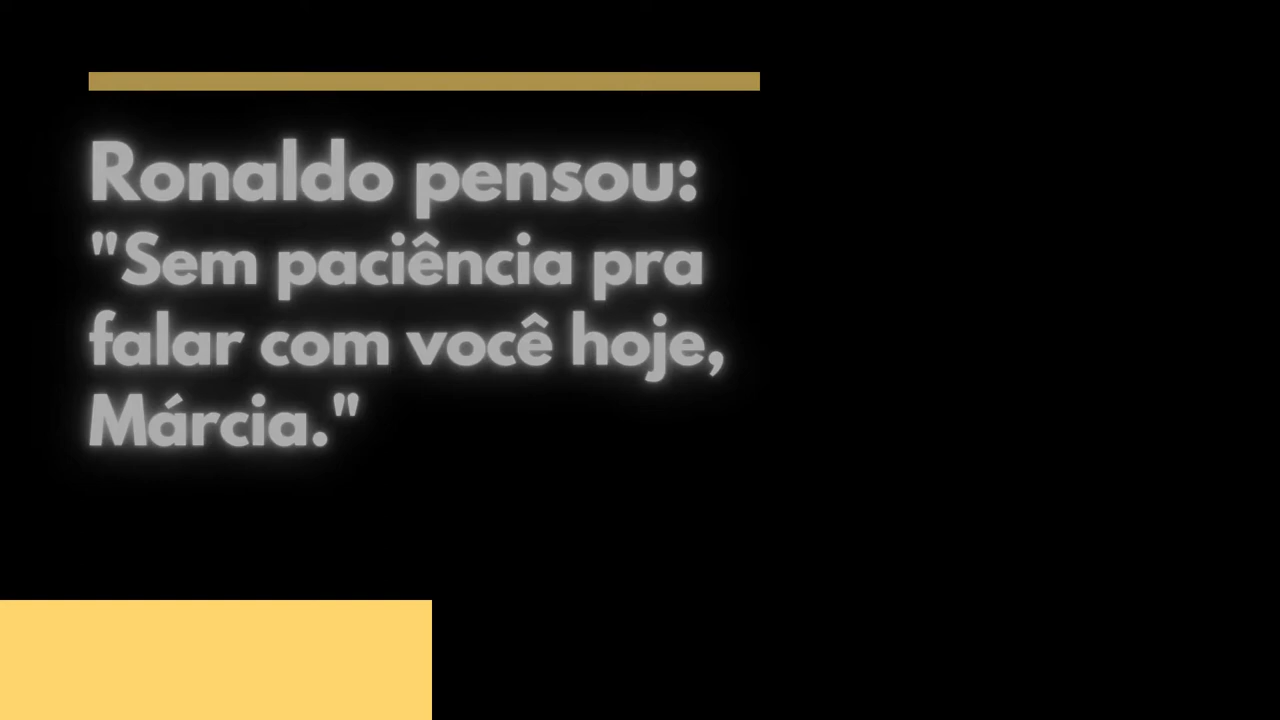 Ronaldo pensou:
"Sem paciência pra
falar com você hoje,
Márcia."